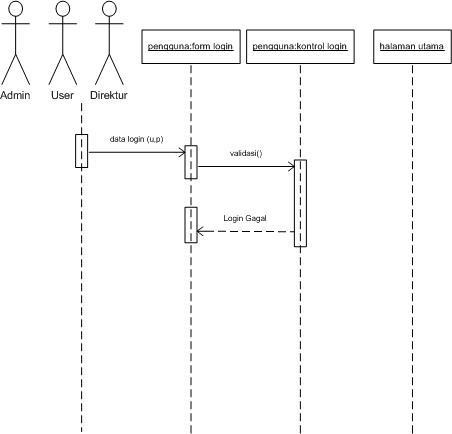 Admin
User
Direktur
pengguna:form login
pengguna:kontrol login
halaman utama
data login (u,p)
validasi()
Login Gagal